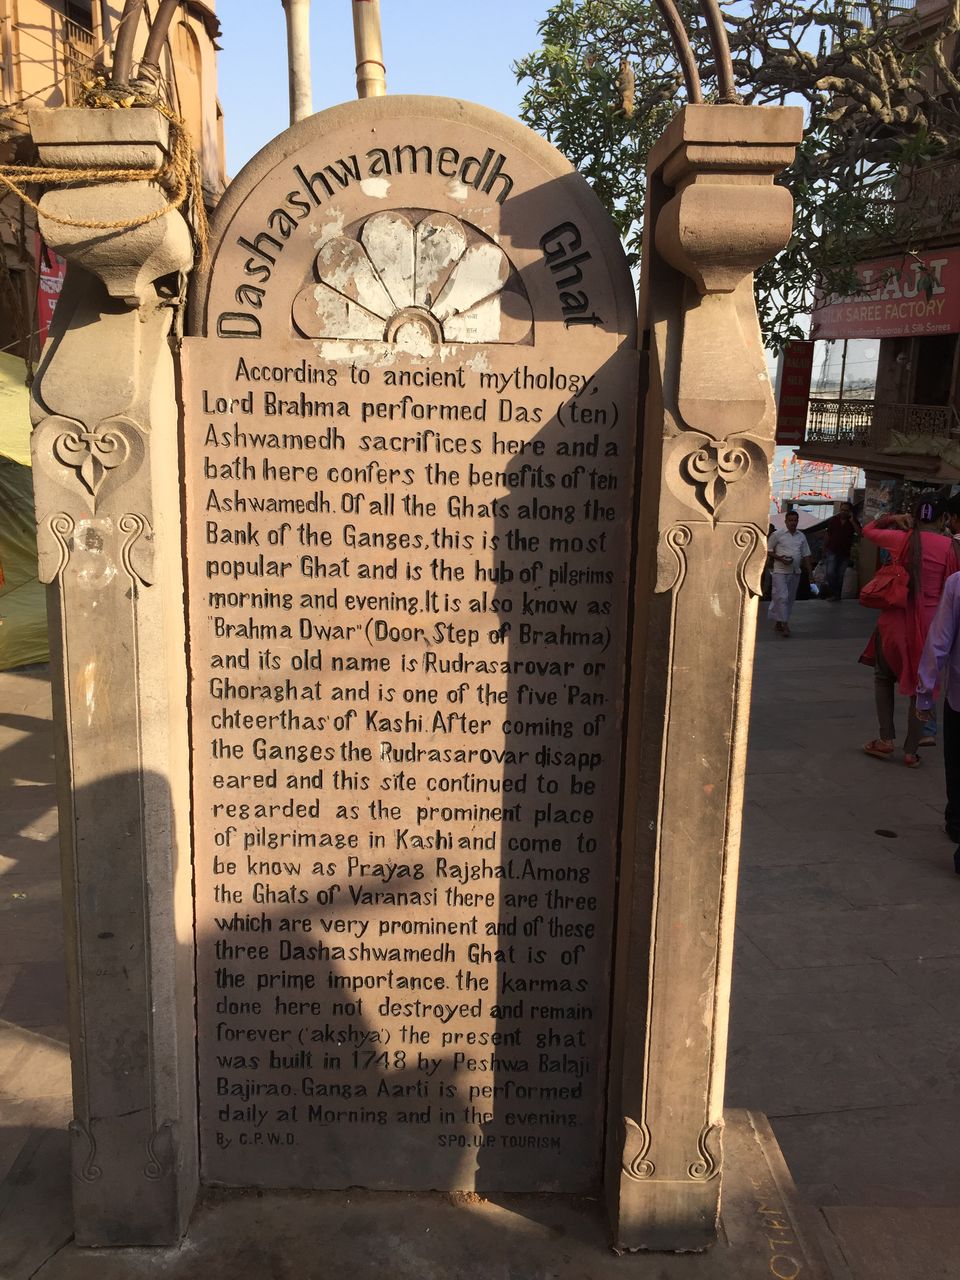 Dashashwamedh Ghat
According to ancient mythology,
Lord Brahma performed Das (ten)
Ashwamedh sacrifices here and a
bath here confers the benefits of ten
Ashwamedh. Of all the Ghats along the
Bank of the Ganges, this is the most
popular Ghat and is the hub of pilgrims
morning and evening. It is also know as
"Brahma Dwar" (Door Step of Brahma)
and its old name is Rudrasarovar or
Ghoraghat and is one of the five 'Pan-
chteerthas' of Kashi. After coming of
the Ganges the Rudrasarovar disapp
eared and this site continued to be
regarded as the prominent place
of pilgrimage in Kashi and come to
be know as Prayag Rajghat. Among
the Ghats of Varanasi there are three
which are very prominent and of these
three Dashashwamedh Ghat is of
the prime importance. the karmas
done here not destroyed and remain
forever ('akshya') the present ghat
was built in 1748 by Peshwa Balaji
Bajirao. Ganga Aarti is performed
daily at Morning and in the evening.
By C.P.W.D. SPO. U.P. TOURISM
BALAJI
SILK SAREE FACTORY